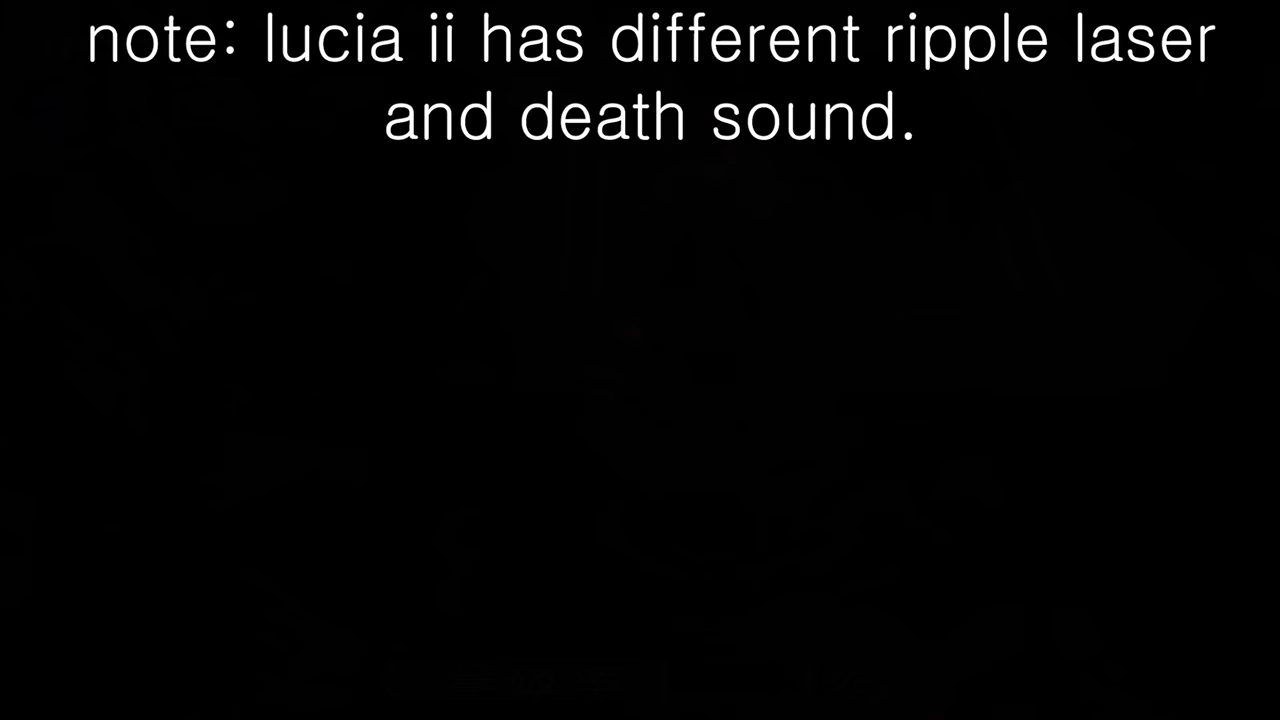 note: lucia ii has different ripple laser
and death sound.